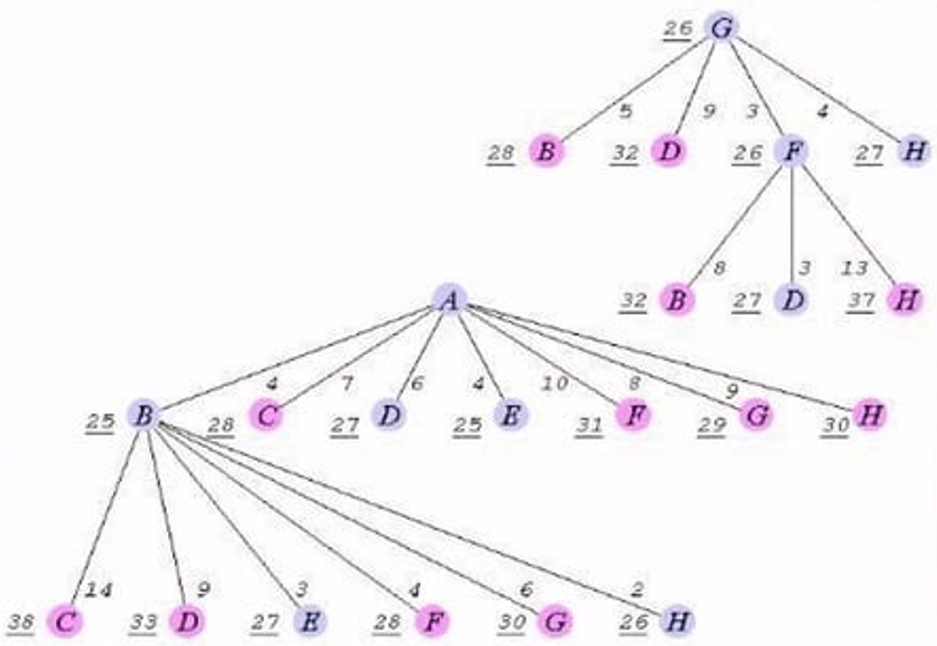 26 G
5 9 3 4
28 B 32 D 26 F 27 H
8 3 13
32 B 27 D 37 H
A
4 7 6 4 10 8 9
25 B 28 C 27 D 25 E 31 F 29 G 30 H
14 9 3 4 6 2
38 C 33 D 27 E 28 F 30 G 26 H